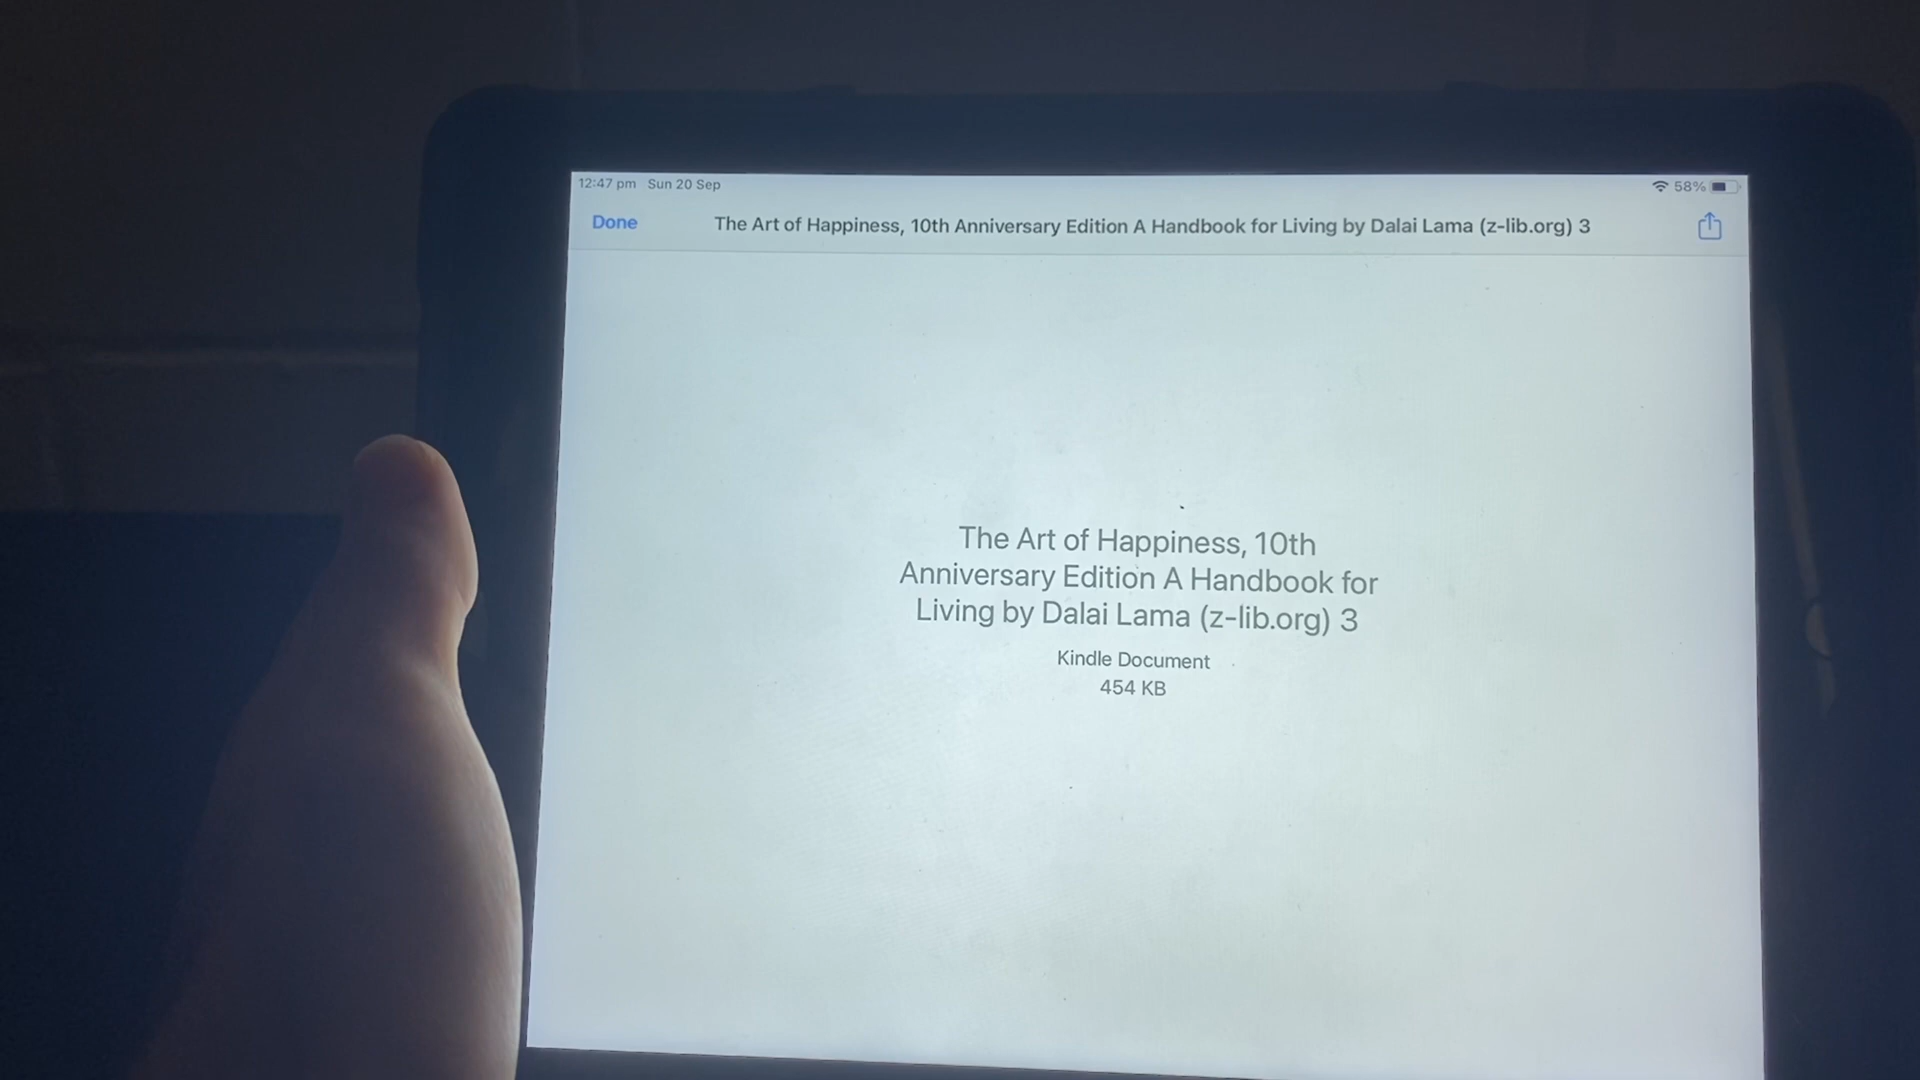 12:47 pm Sun 20 Sep 58%
Done The Art of Happiness, 10th Anniversary Edition A Handbook for Living by Dalai Lama (z-lib.org) 3
The Art of Happiness, 10th
Anniversary Edition A Handbook for
Living by Dalai Lama (z-lib.org) 3
Kindle Document
454 KB